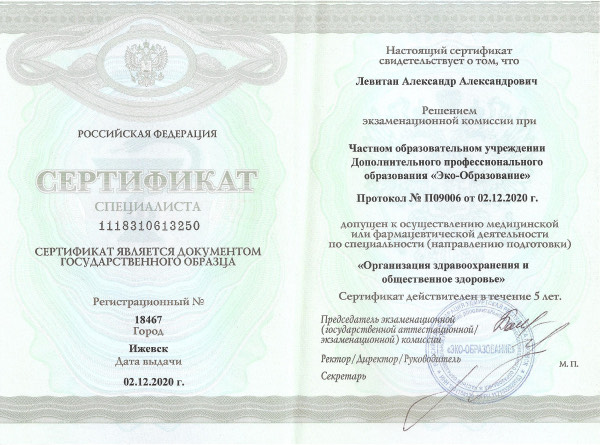 РОССИЙСКАЯ ФЕДЕРАЦИЯ
СЕРТИФИКАТ
СПЕЦИАЛИСТА
1118310613250
СЕРТИФИКАТ ЯВЛЯЕТСЯ ДОКУМЕНТОМ
ГОСУДАРСТВЕННОГО ОБРАЗЦА
Регистрационный №
18467
Город
Ижевск
Дата выдачи
02.12.2020 г.
Настоящий сертификат
свидетельствует о том, что
Левитан Александр Александрович
Решением
экзаменационной комиссии при
Частном образовательном учреждении
Дополнительного профессионального
образования «Эко-Образование»
Протокол № П09006 от 02.12.2020 г.
допущен к осуществлению медицинской
или фармацевтической деятельности
по специальности (направлению подготовки)
«Организация здравоохранения и
общественное здоровье»
Сертификат действителен в течение 5 лет.
Председатель экзаменационной
(государственной аттестационной/
экзаменационной) комиссии
Ректор/Директор/Руководитель
Секретарь
М. П.
«ЭКО-ОБРАЗОВАНИЕ»